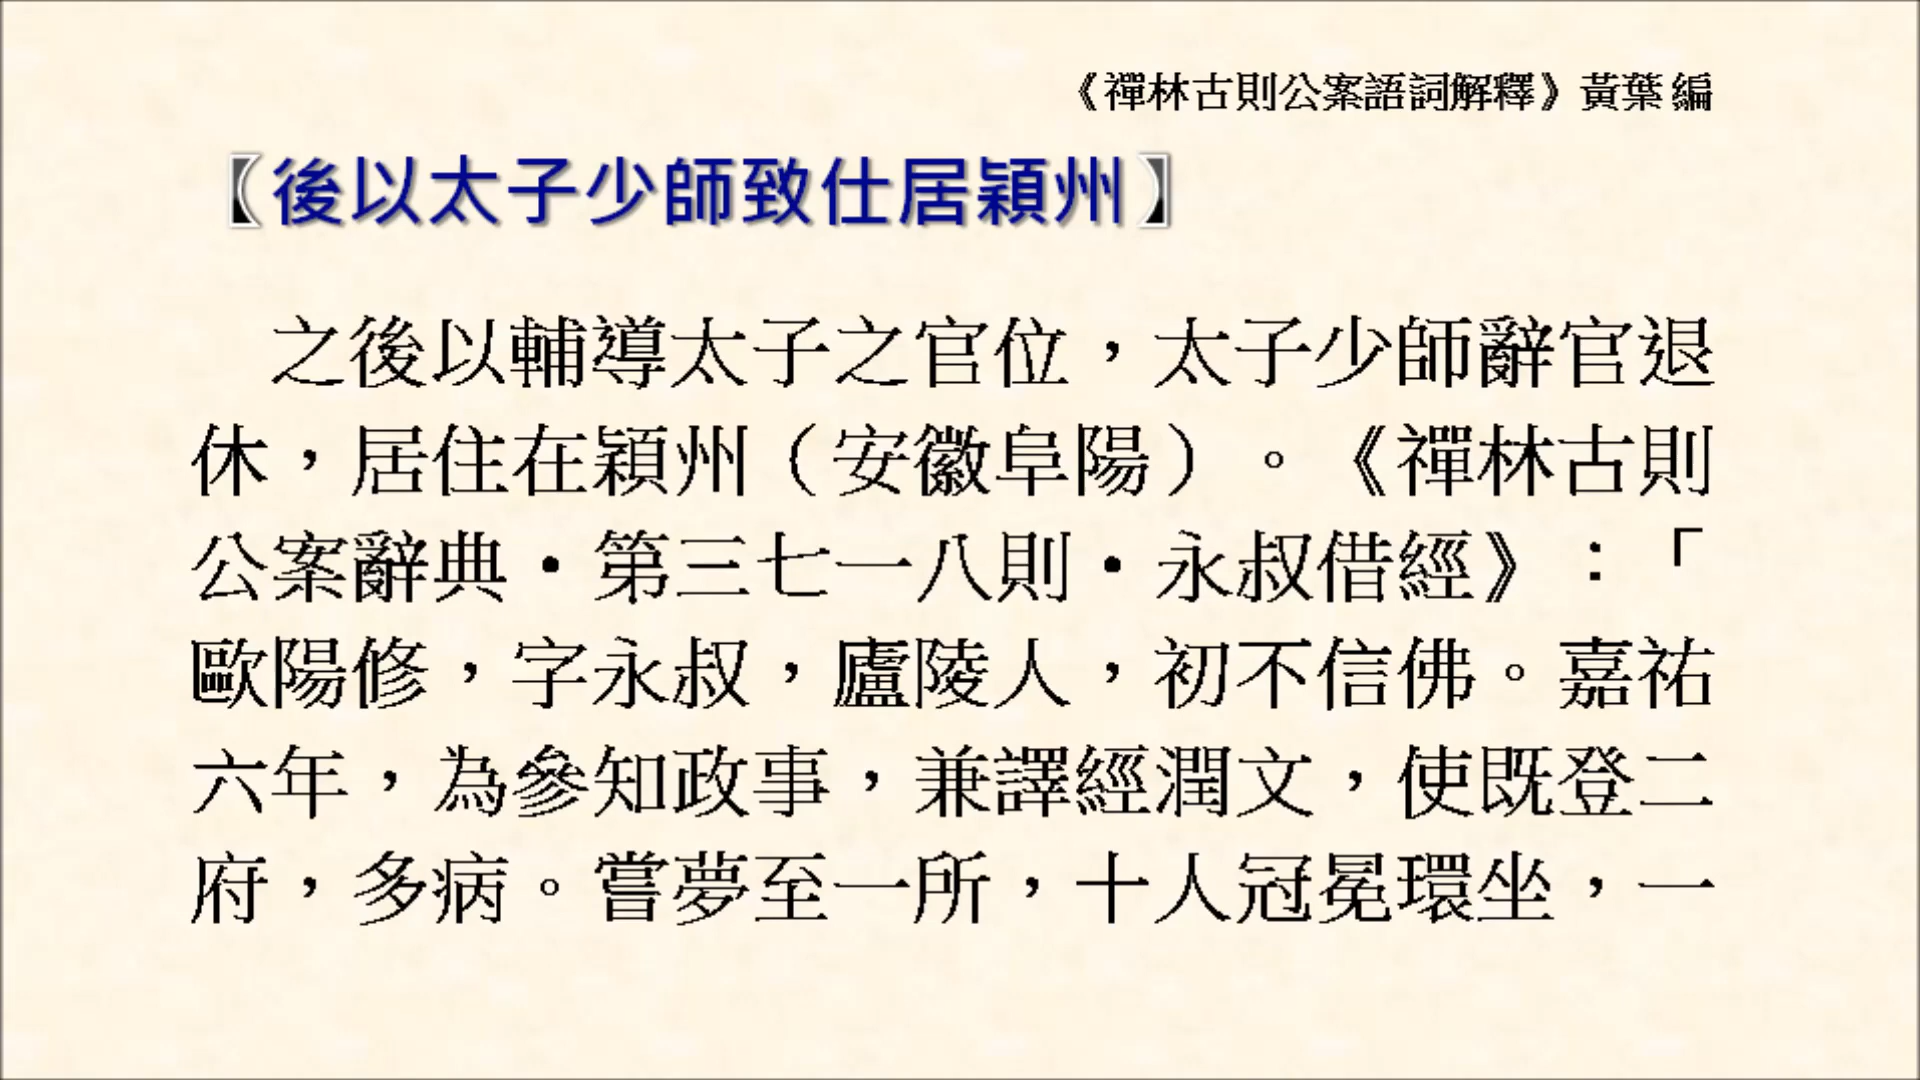 《禪林古則公案語詞解釋》黃葉 編
【後以太子少師致仕居穎州】
之後以輔導太子之官位，太子少師辭官退
休，居住在穎州（安徽阜陽）。《禪林古則
公案辭典・第三七一八則・永叔借經》：「
歐陽修，字永叔，廬陵人，初不信佛。嘉祐
六年，為參知政事，兼譯經潤文，使既登二
府，多病。嘗夢至一所，十人冠冕環坐，一